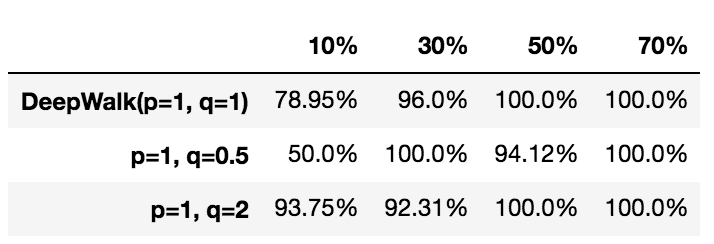 10% 30% 50% 70%
DeepWalk(p=1, q=1) 78.95% 96.0% 100.0% 100.0%
p=1, q=0.5 50.0% 100.0% 94.12% 100.0%
p=1, q=2 93.75% 92.31% 100.0% 100.0%